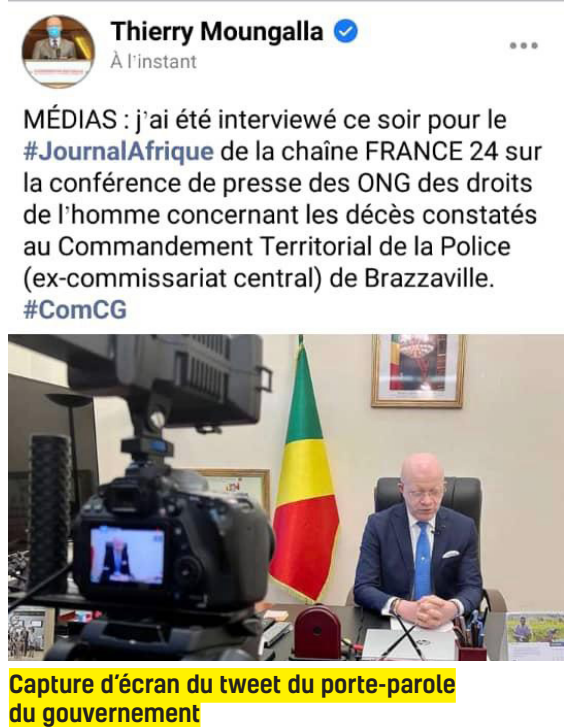 Thierry Moungalla
À l'instant
MÉDIAS : j'ai été interviewé ce soir pour le
#JournalAfrique de la chaîne FRANCE 24 sur
la conférence de presse des ONG des droits
de l'homme concernant les décès constatés
au Commandement Territorial de la Police
(ex-commissariat central) de Brazzaville.
#ComCG
Capture d'écran du tweet du porte-parole
du gouvernement